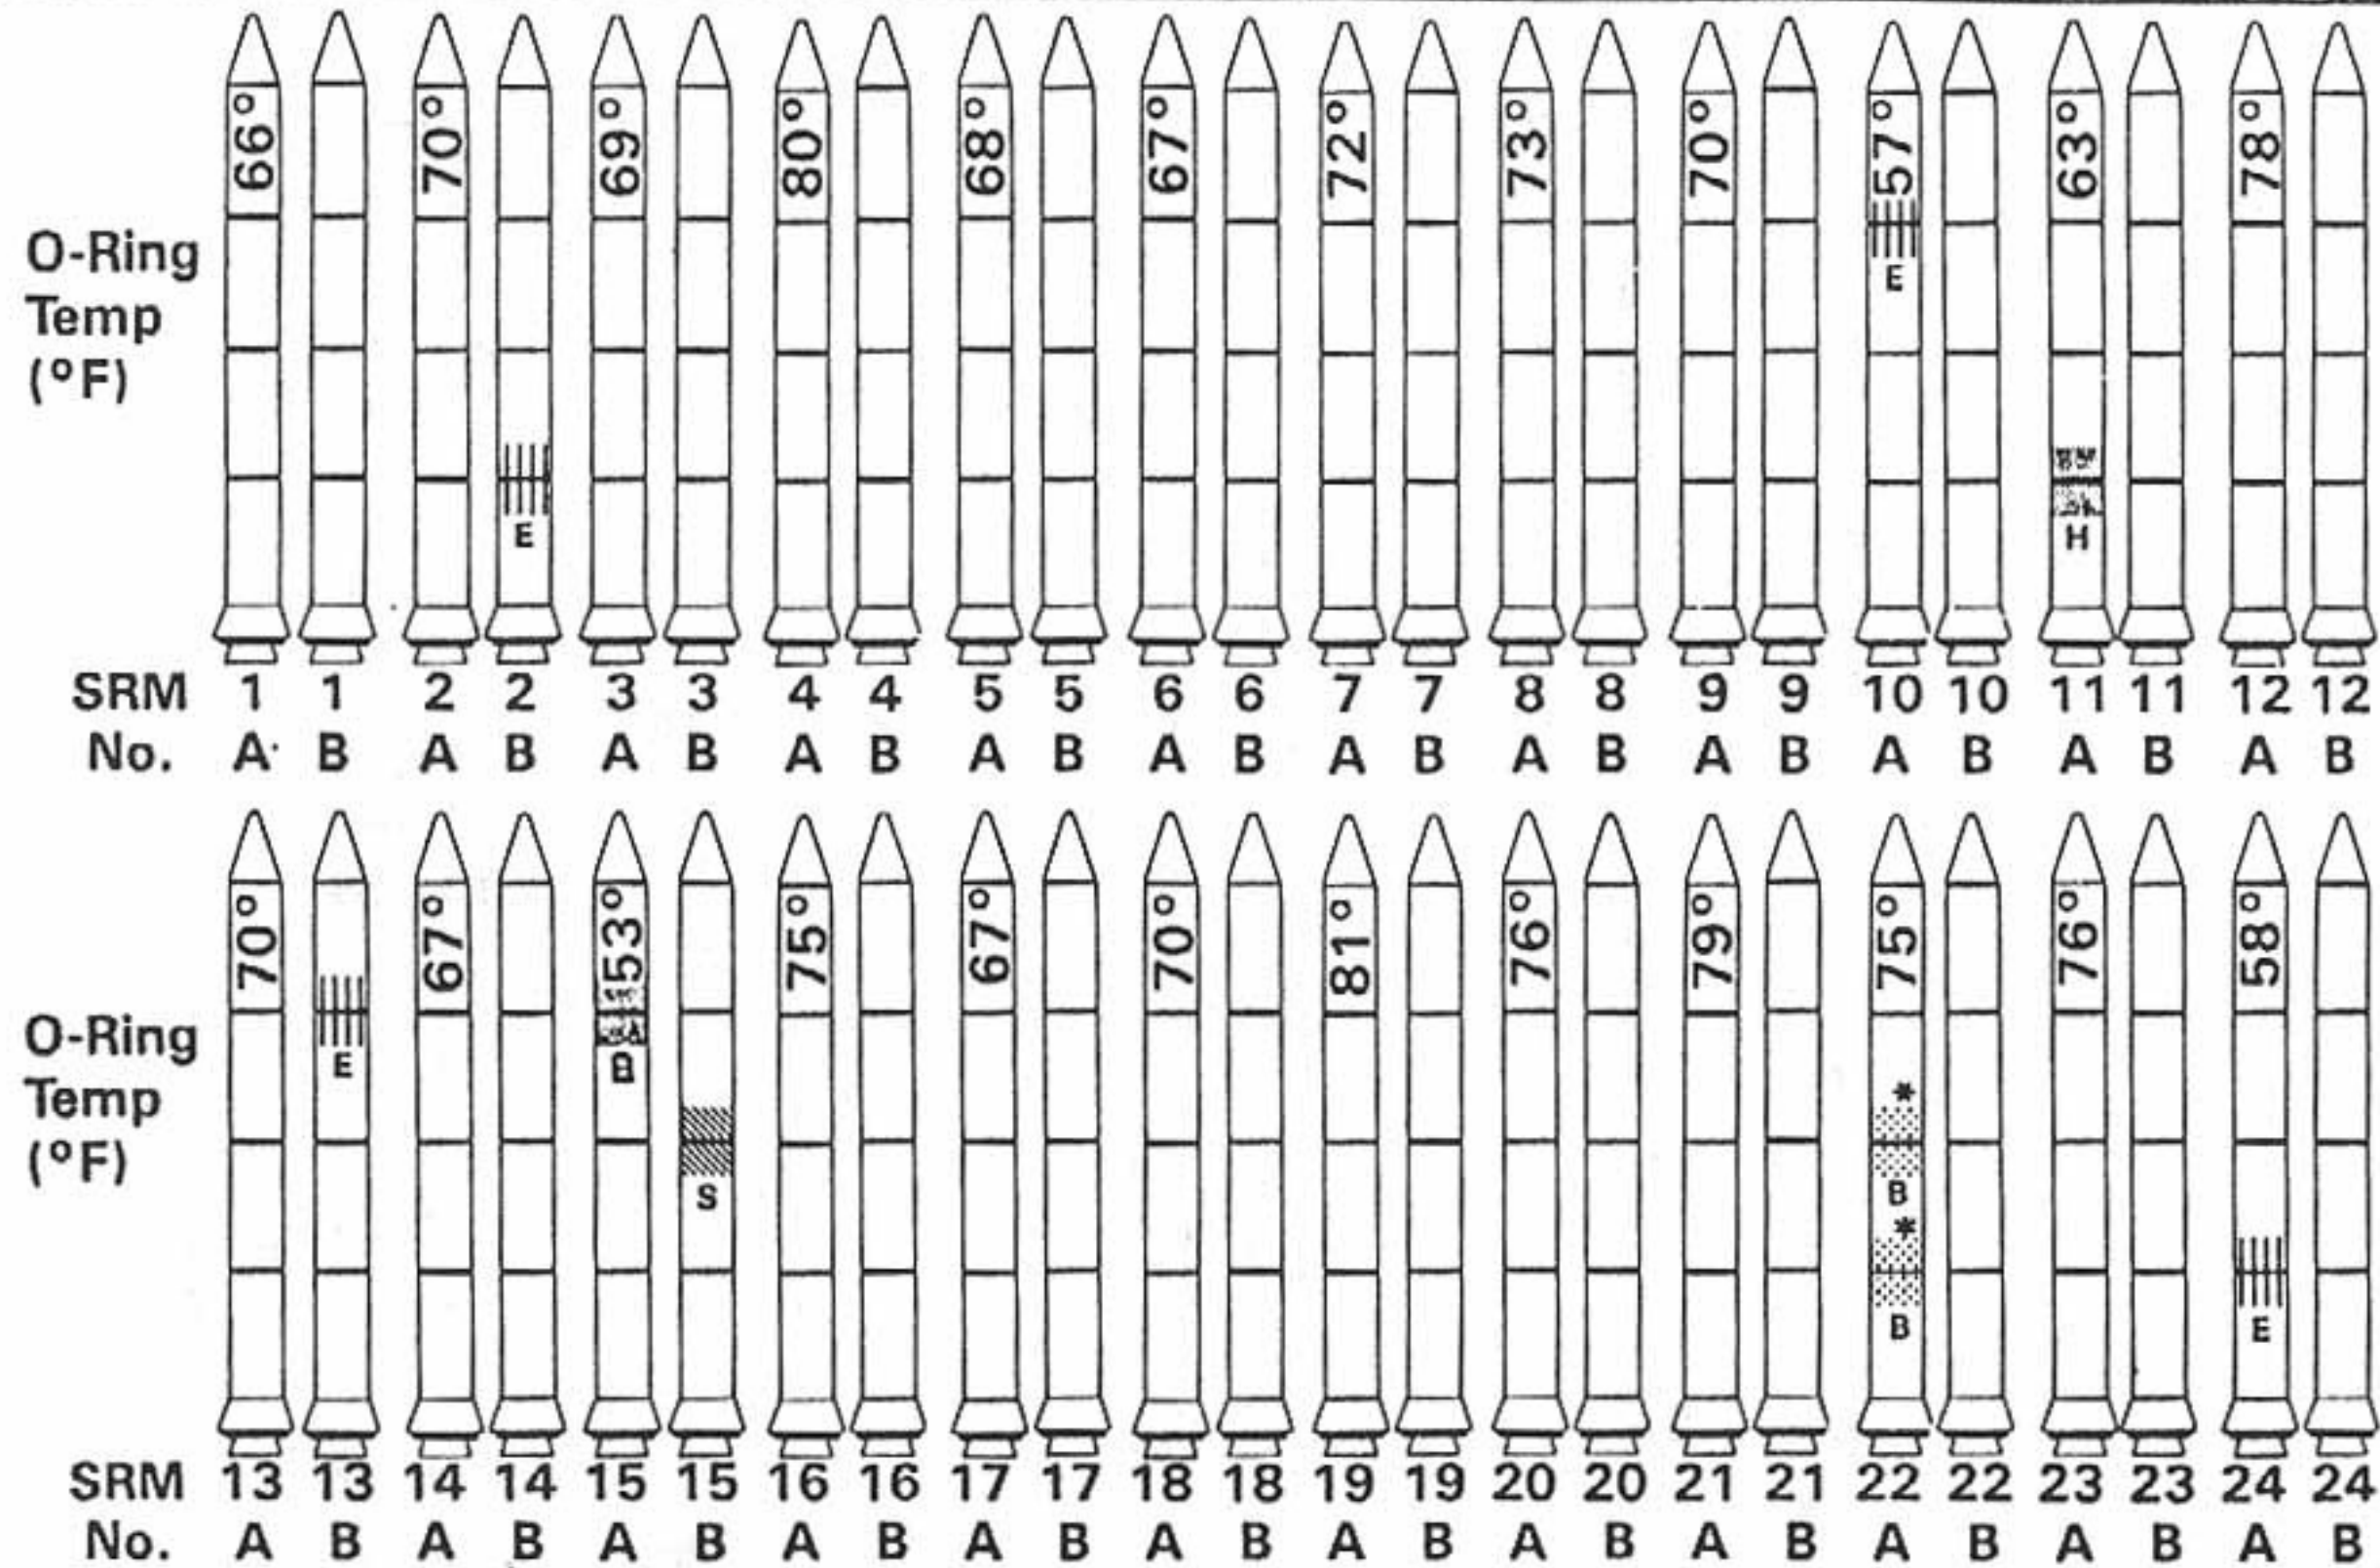 66° 70° 69° 80° 68° 67° 72° 73° 70° 57° 63° 78°
O-Ring
Temp
(°F)
E
E
H
SRM 1 1 2 2 3 3 4 4 5 5 6 6 7 7 8 8 9 9 10 10 11 11 12 12
No. A B A B A B A B A B A B A B A B A B A B A B A B
70° 67° 53° 75° 67° 70° 81° 76° 79° 75° 76° 58°
O-Ring
Temp
(°F)
E B *
S B
*
B E
SRM 13 13 14 14 15 15 16 16 17 17 18 18 19 19 20 20 21 21 22 22 23 23 24 24
No. A B A B A B A B A B A B A B A B A B A B A B A B